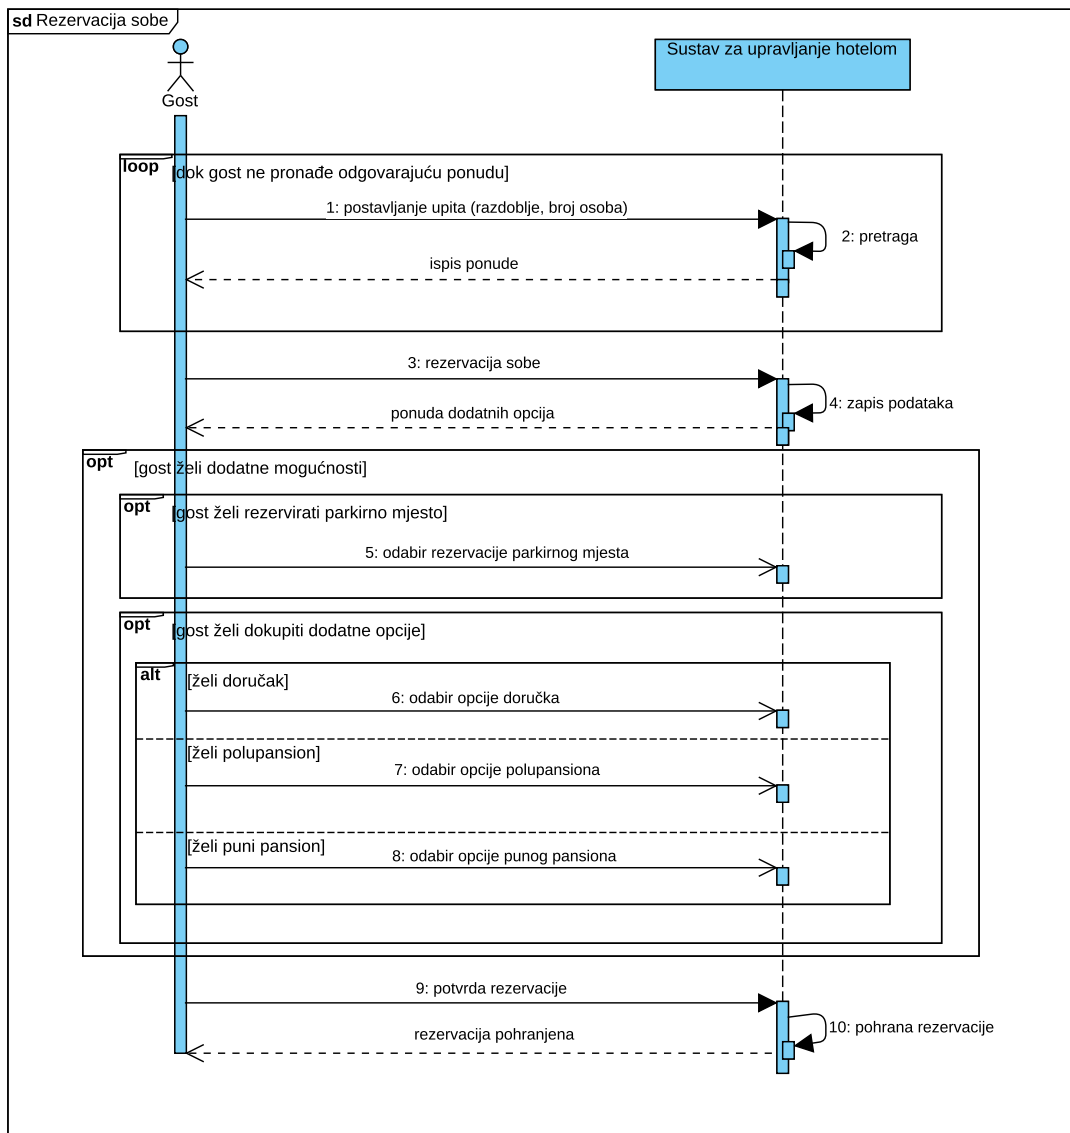 sd Rezervacija sobe
Sustav za upravljanje hotelom
Gost
loop [dok gost ne pronađe odgovarajuću ponudu]
1: postavljanje upita (razdoblje, broj osoba)
2: pretraga
ispis ponude
3: rezervacija sobe
4: zapis podataka
ponuda dodatnih opcija
opt [gost želi dodatne mogućnosti]
opt [gost želi rezervirati parkirno mjesto]
5: odabir rezervacije parkirnog mjesta
opt [gost želi dokupiti dodatne opcije]
alt [želi doručak]
6: odabir opcije doručka
[želi polupansion]
7: odabir opcije polupansiona
[želi puni pansion]
8: odabir opcije punog pansiona
9: potvrda rezervacije
10: pohrana rezervacije
rezervacija pohranjena